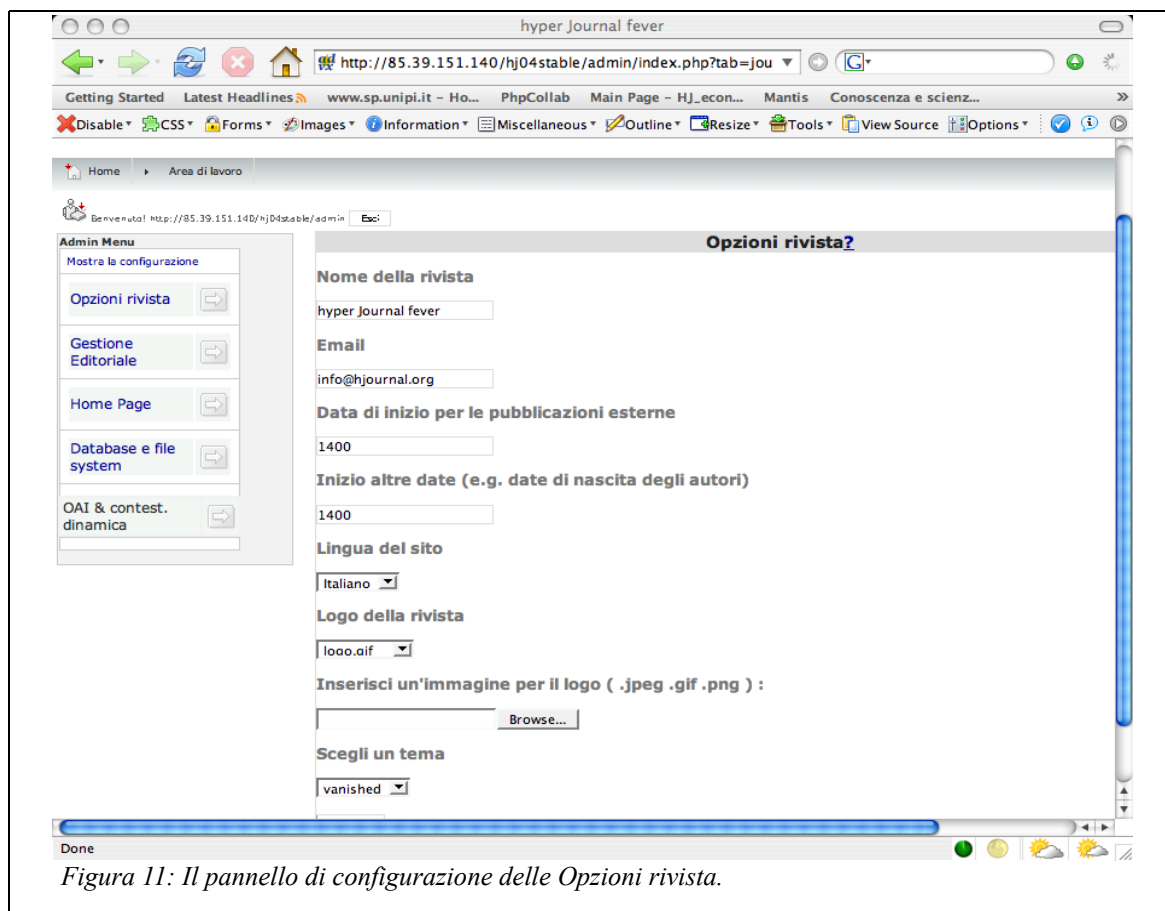 hyper Journal fever
http://85.39.151.140/hj04stable/admin/index.php?tab=jou
G
Getting Started Latest Headlines www.sp.unipi.it – Ho... PhpCollab Main Page – HJ_econ... Mantis Conoscenza e scienz... »
Disable CSS Forms Images Information Miscellaneous Outline Resize Tools View Source Options
Home Area di lavoro
Benvenuto! http://85.39.151.140/hj04stable/admin Esci
Admin Menu
Mostra la configurazione
Opzioni rivista
Gestione
Editoriale
Home Page
Database e file
system
OAI & contest.
dinamica
Opzioni rivista?
Nome della rivista
hyper Journal fever
Email
info@hjournal.org
Data di inizio per le pubblicazioni esterne
1400
Inizio altre date (e.g. date di nascita degli autori)
1400
Lingua del sito
Italiano
Logo della rivista
logo.gif
Inserisci un'immagine per il logo ( .jpeg .gif .png ) :
Browse...
Scegli un tema
vanished
Done
Figura 11: Il pannello di configurazione delle Opzioni rivista.